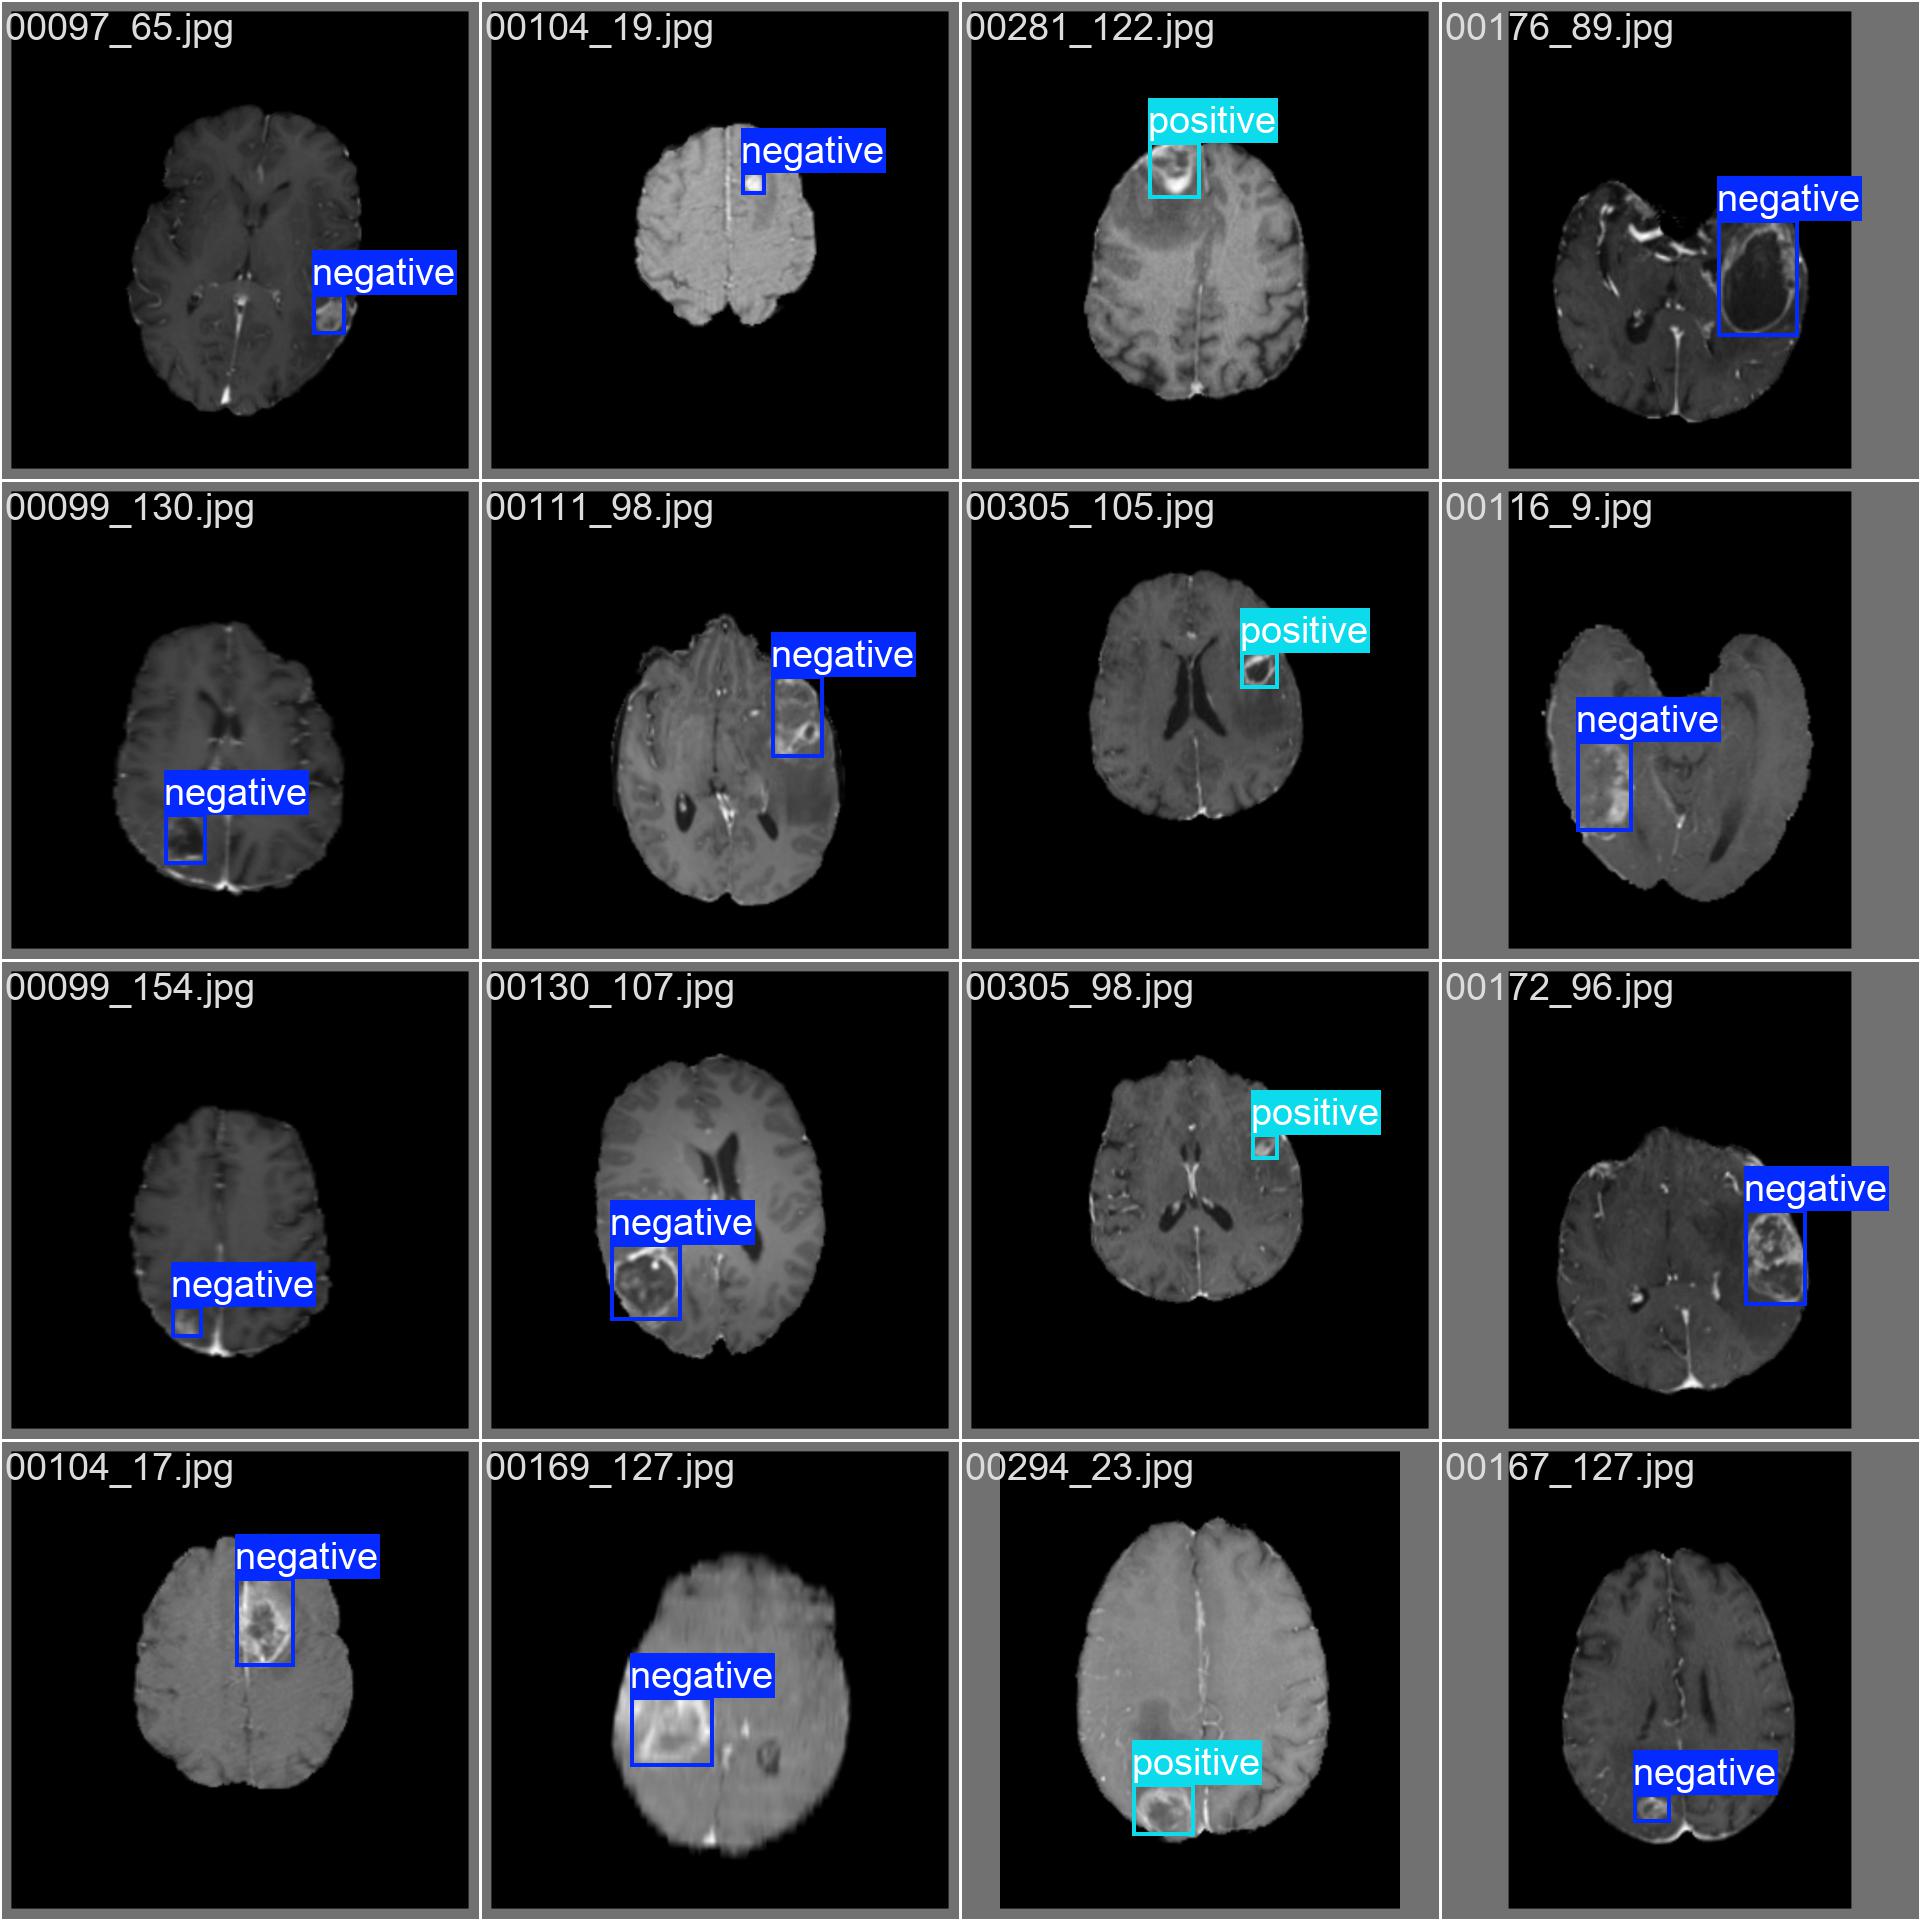 00097_65.jpg
negative
00104_19.jpg
negative
00281_122.jpg
positive
00176_89.jpg
negative
00099_130.jpg
negative
00111_98.jpg
negative
00305_105.jpg
positive
00116_9.jpg
negative
00099_154.jpg
negative
00130_107.jpg
negative
00305_98.jpg
positive
00172_96.jpg
negative
00104_17.jpg
negative
00169_127.jpg
negative
00294_23.jpg
positive
00167_127.jpg
negative